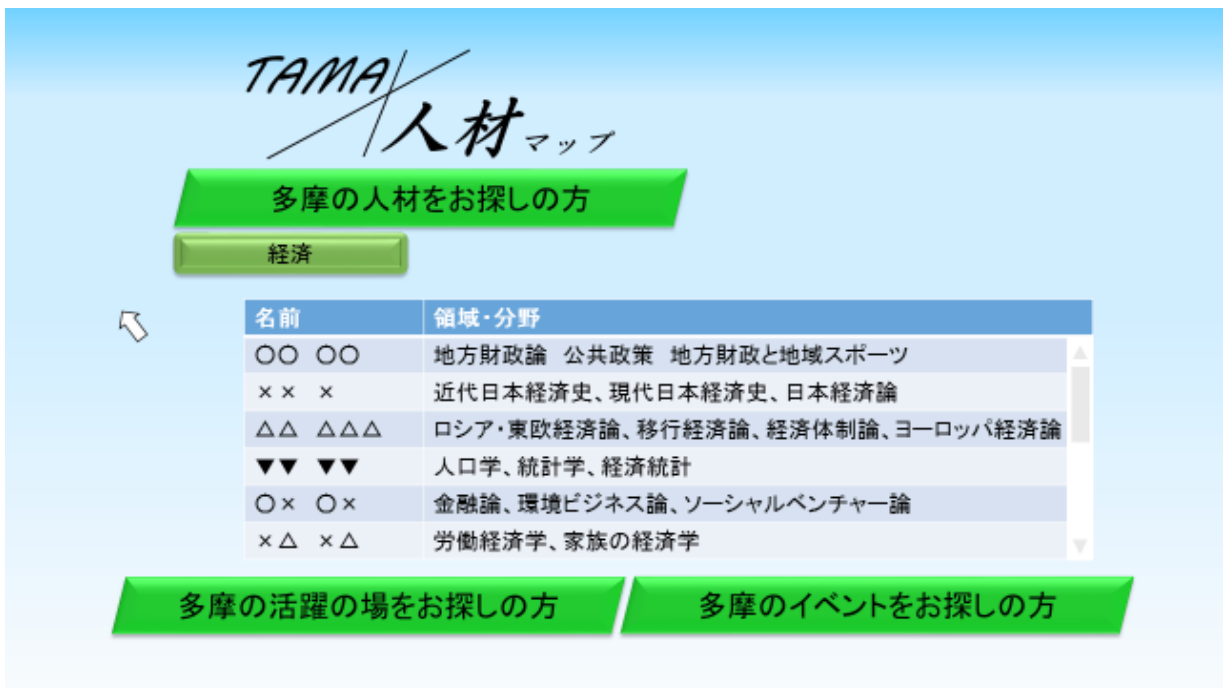 TAMA
人材マップ
多摩の人材をお探しの方
経済
名前 領域・分野
○○ ○○ 地方財政論 公共政策 地方財政と地域スポーツ
×× × 近代日本経済史、現代日本経済史、日本経済論
△△ △△△ ロシア・東欧経済論、移行経済論、経済体制論、ヨーロッパ経済論
▼▼ ▼▼ 人口学、統計学、経済統計
○× ○× 金融論、環境ビジネス論、ソーシャルベンチャー論
×△ ×△ 労働経済学、家族の経済学
多摩の活躍の場をお探しの方 多摩のイベントをお探しの方